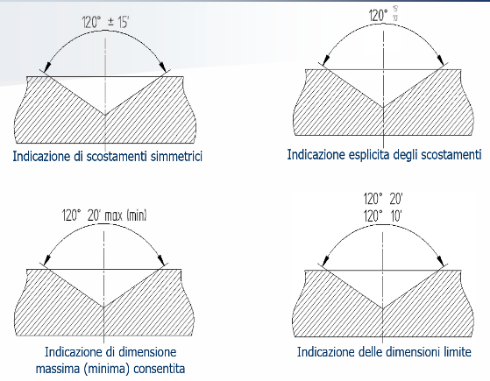 120° ± 15'
120°
Indicazione di scostamenti simmetrici
Indicazione esplicita degli scostamenti
120° 20' max (min)
120° 20'
120° 10'
Indicazione di dimensione
massima (minima) consentita
Indicazione delle dimensioni limite